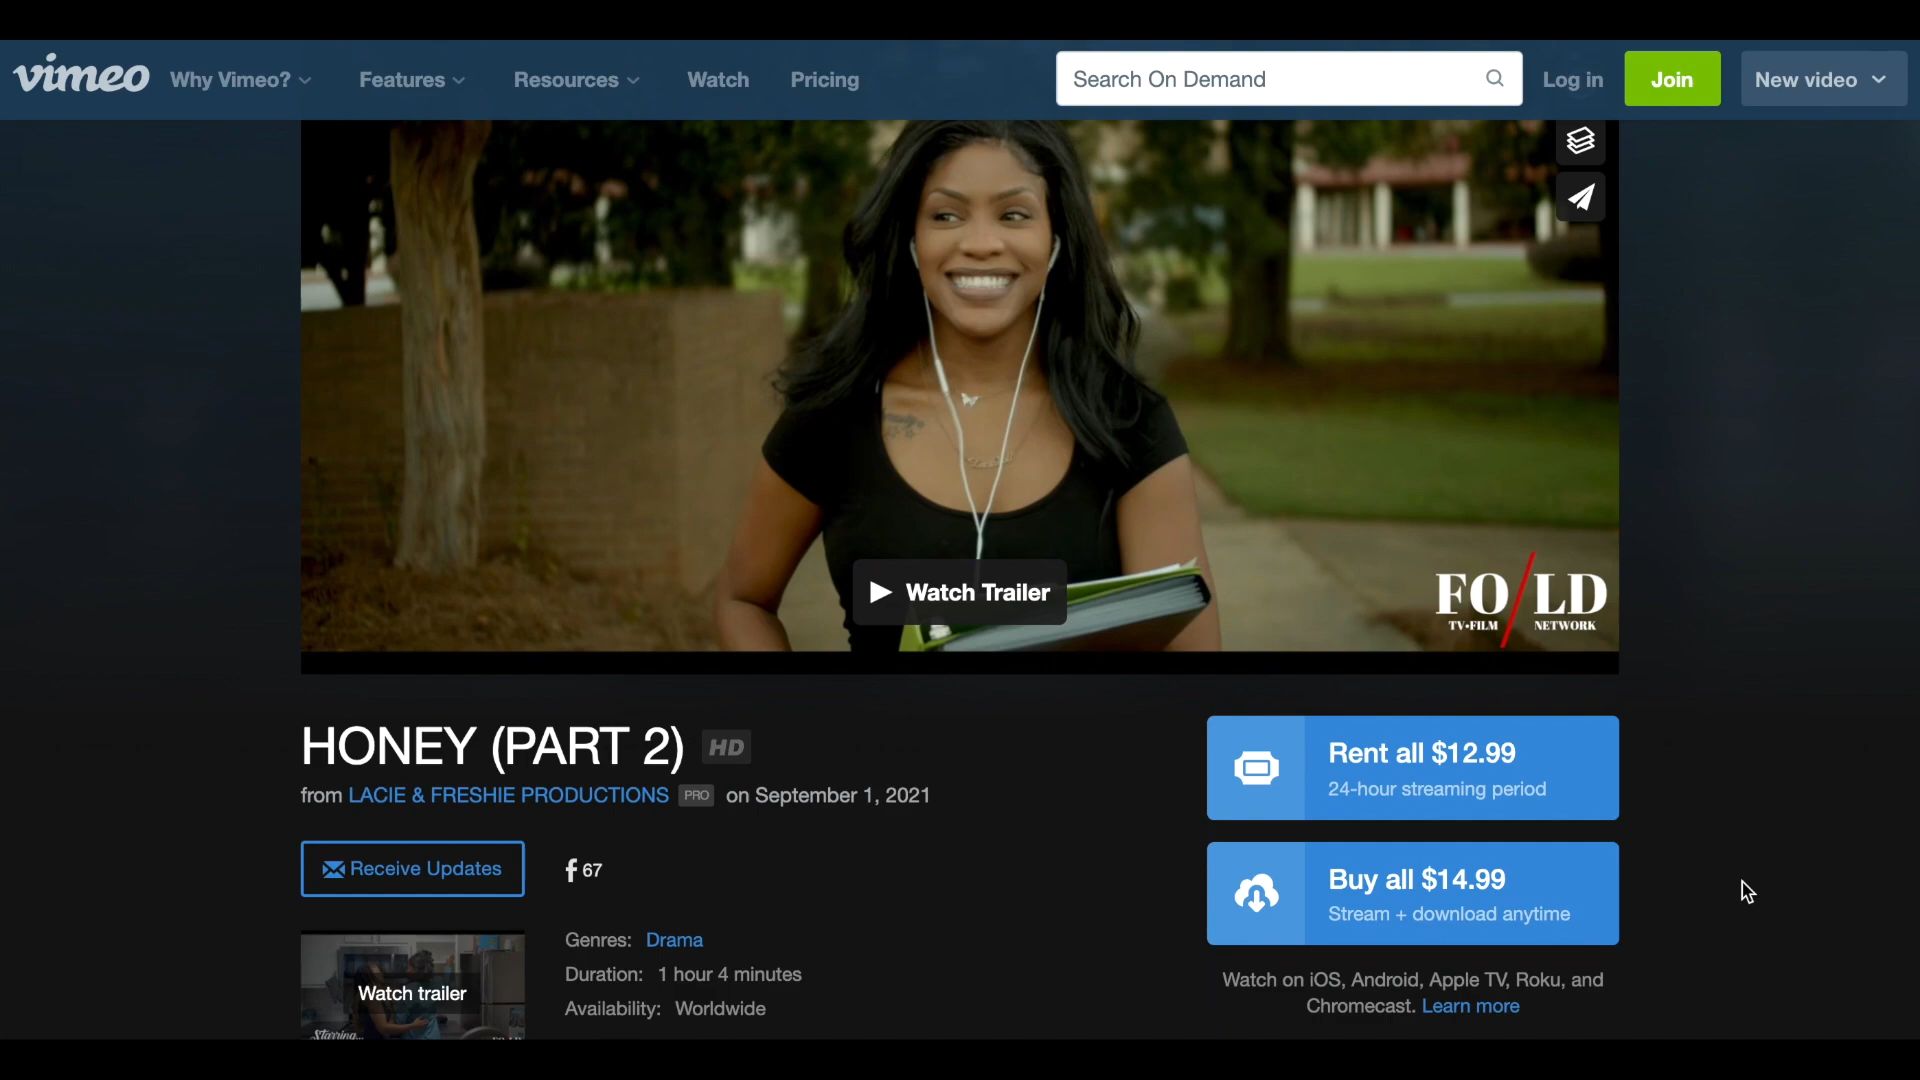 vimeo
Why Vimeo?
Features
Resources
Watch
Pricing
Search On Demand
Log in
Join
New video
Watch Trailer
FO/LD
TV•FILM NETWORK
HONEY (PART 2) HD
from LACIE & FRESHIE PRODUCTIONS PRO on September 1, 2021
Rent all $12.99
24-hour streaming period
Receive Updates
67
Buy all $14.99
Stream + download anytime
Watch trailer
Starring...
Genres: Drama
Duration: 1 hour 4 minutes
Availability: Worldwide
Watch on iOS, Android, Apple TV, Roku, and
Chromecast. Learn more